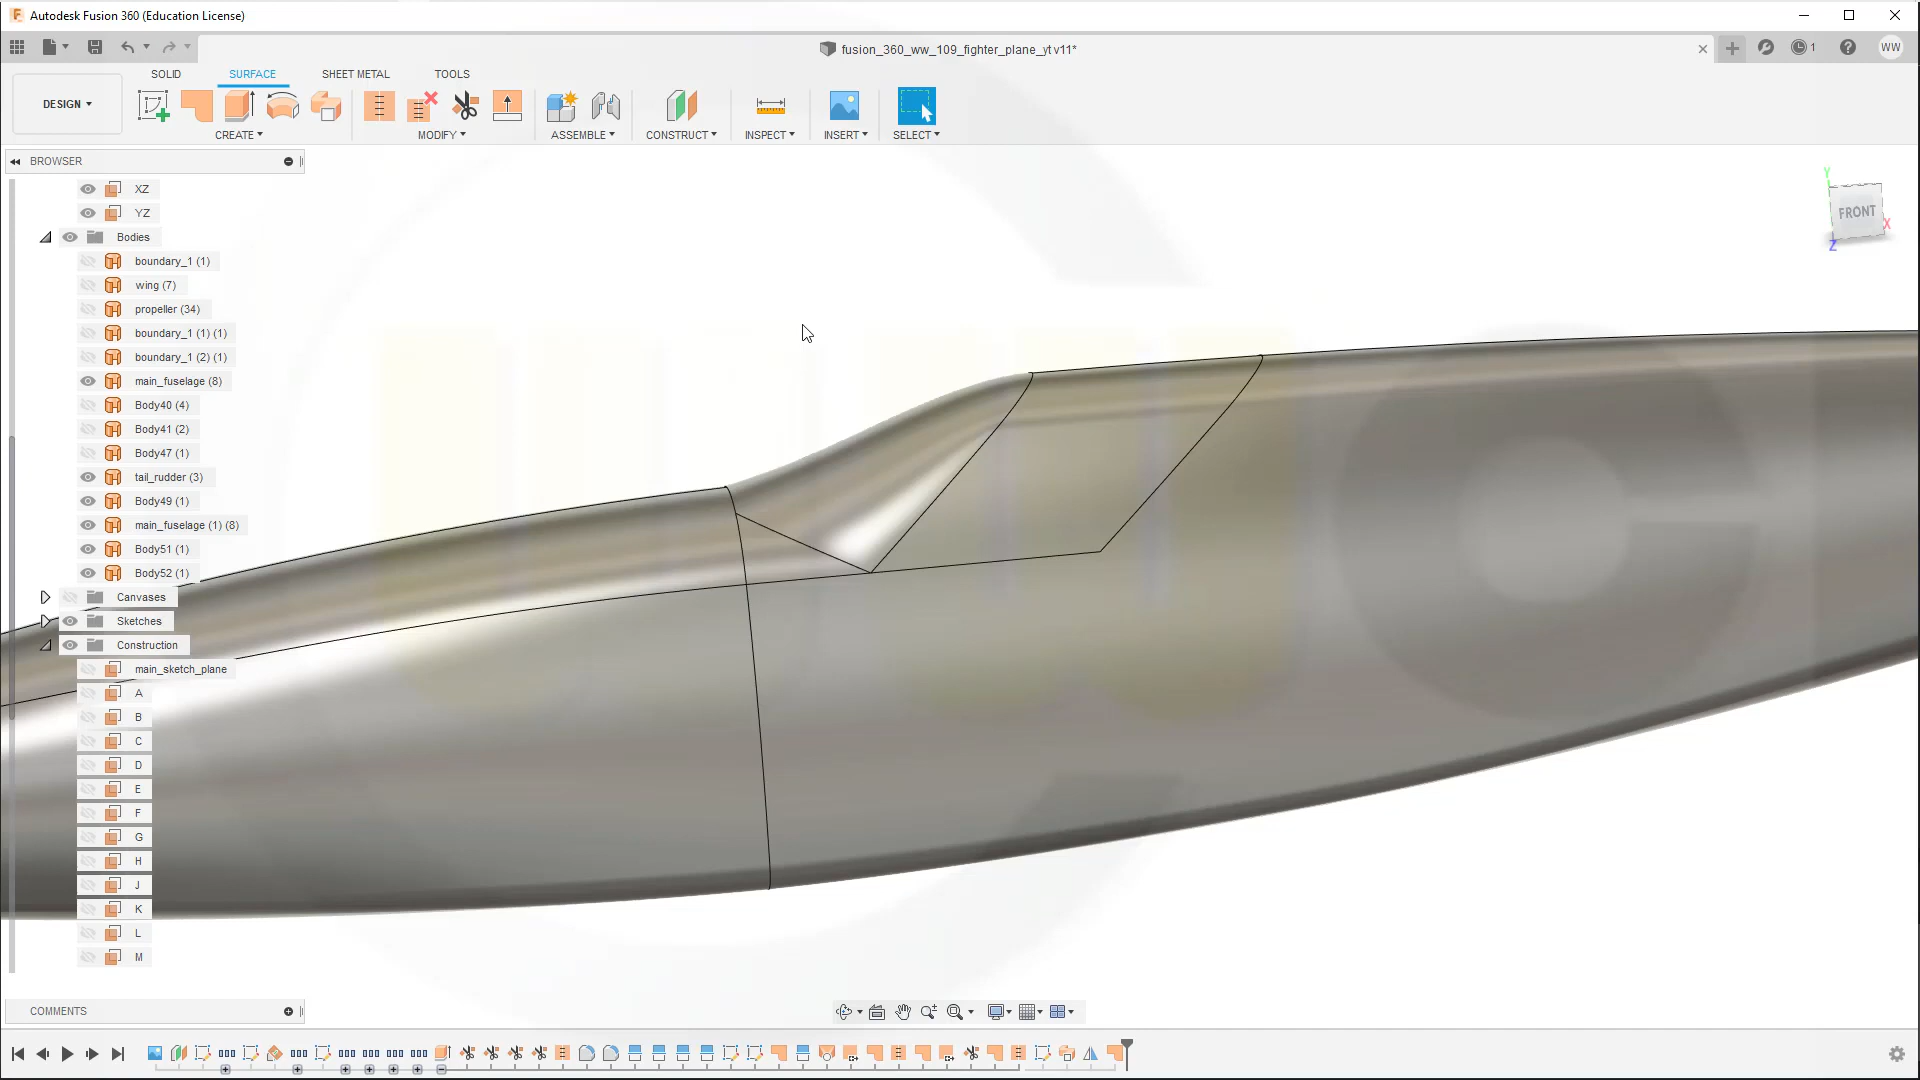 Autodesk Fusion 360 (Education License)
fusion_360_ww_109_fighter_plane_yt v11*
1
WW
DESIGN
SOLID
SURFACE
SHEET METAL
TOOLS
CREATE
MODIFY
ASSEMBLE
CONSTRUCT
INSPECT
INSERT
SELECT
BROWSER
XZ
YZ
Bodies
boundary_1 (1)
wing (7)
propeller (34)
boundary_1 (1) (1)
boundary_1 (2) (1)
main_fuselage (8)
Body40 (4)
Body41 (2)
Body47 (1)
tail_rudder (3)
Body49 (1)
main_fuselage (1) (8)
Body51 (1)
Body52 (1)
Canvases
Sketches
Construction
main_sketch_plane
A
B
C
D
E
F
G
H
J
K
L
M
Y
FRONT
X
Z
COMMENTS